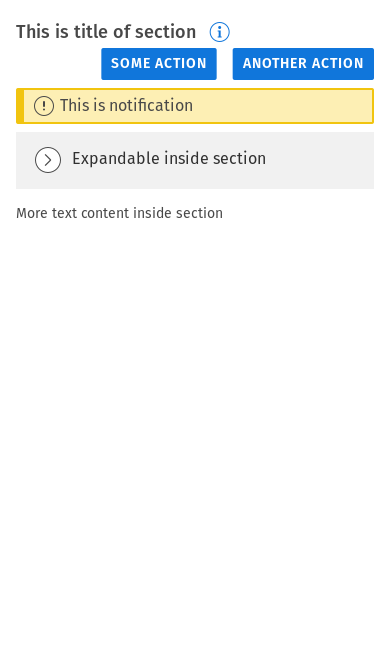 This is title of section
SOME ACTION ANOTHER ACTION
This is notification
Expandable inside section
More text content inside section